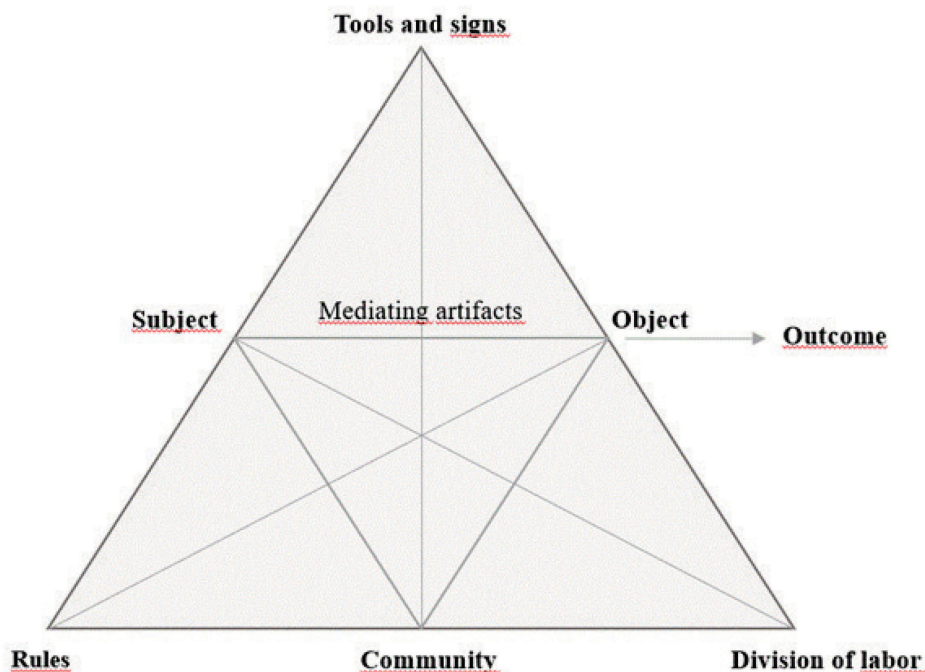 Tools and signs
Subject
Mediating artifacts
Object
Outcome
Rules
Community
Division of labor